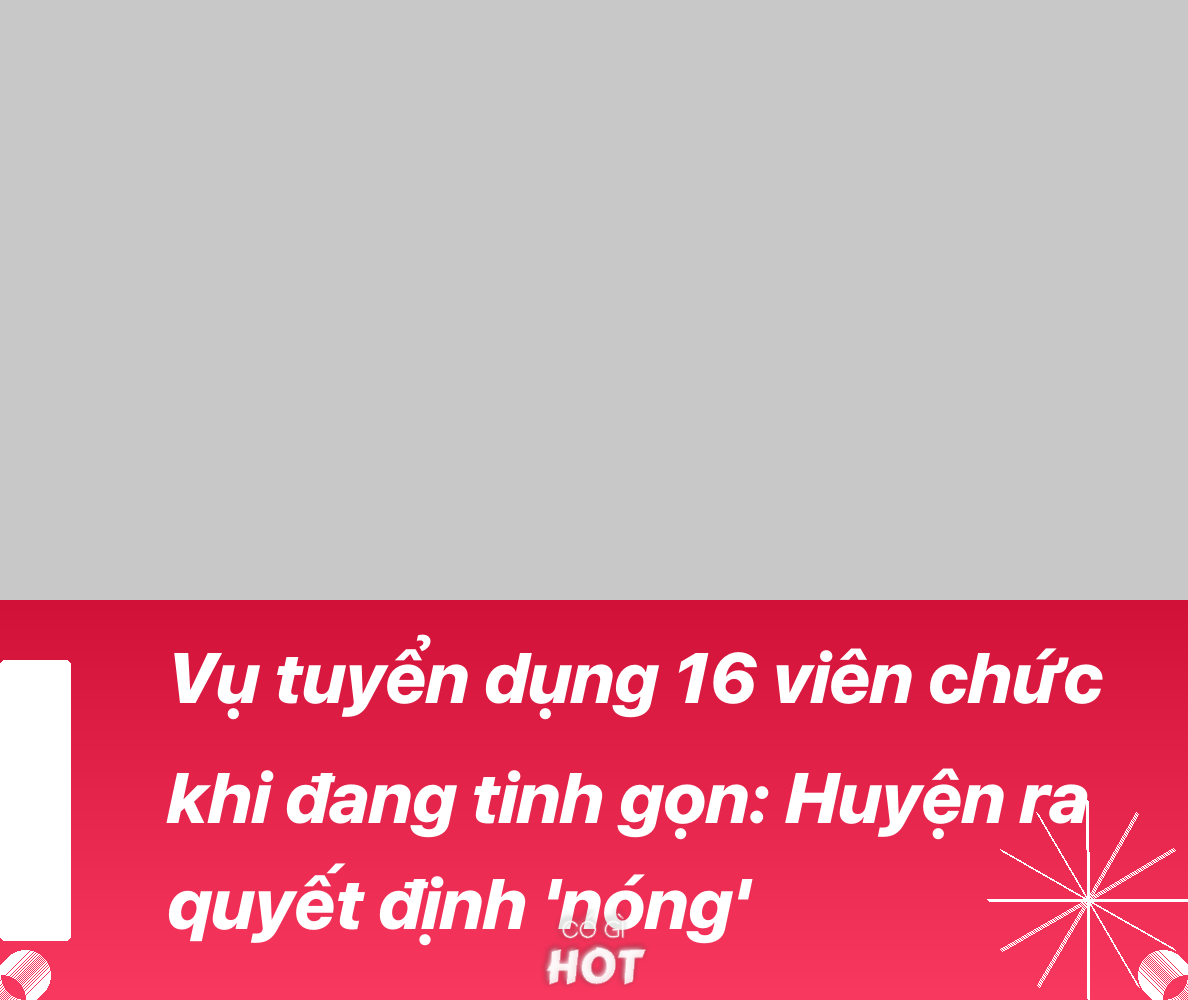 Vụ tuyển dụng 16 viên chức
khi đang tinh gọn: Huyện ra
quyết định 'nóng'
CÓ GÌ
HOT